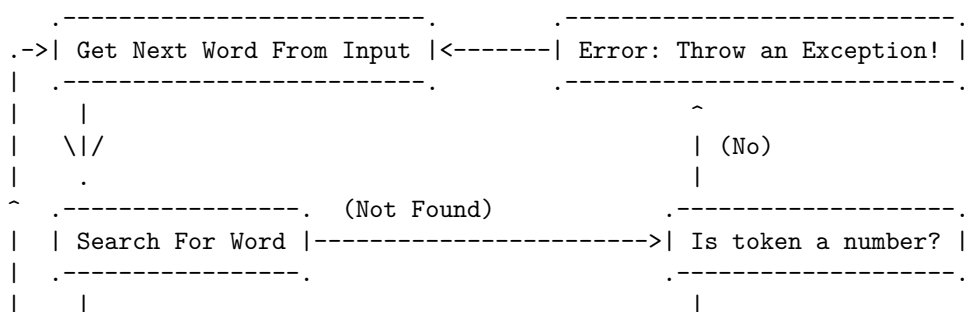 Get Next Word From Input
Error: Throw an Exception!
(No)
(Not Found)
Search For Word
Is token a number?